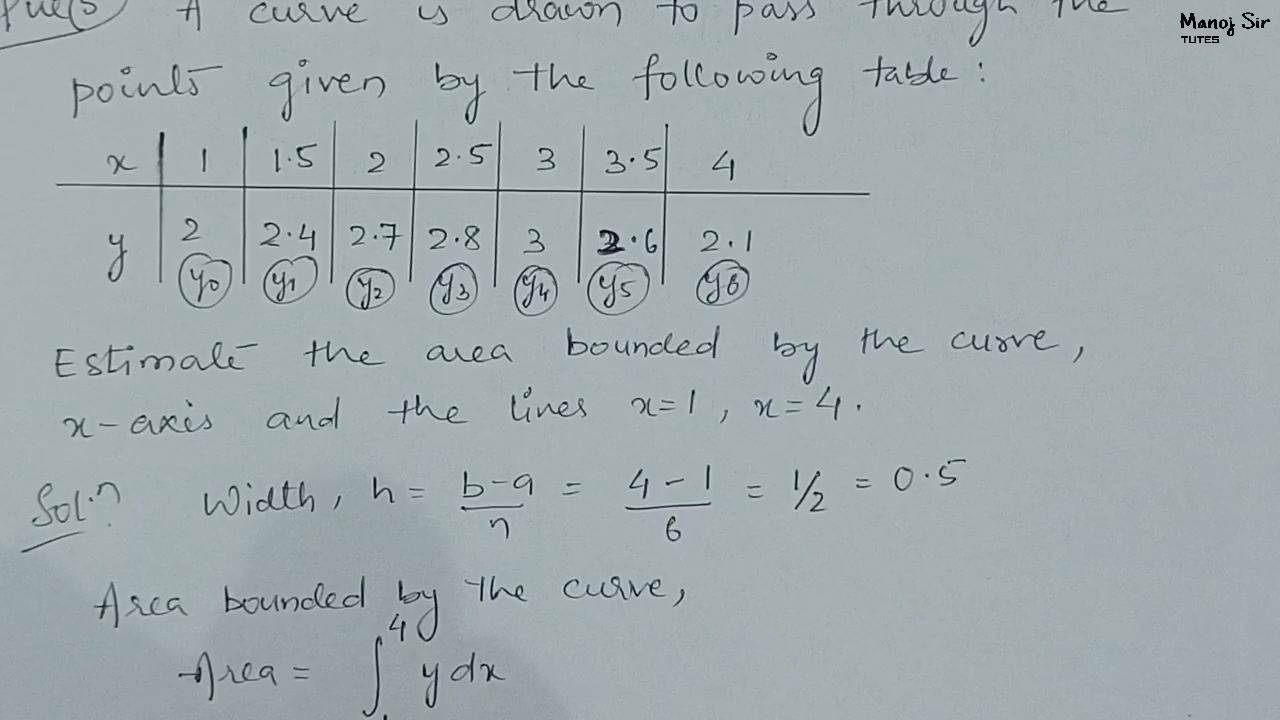 A curve is drawn to pass through the
Manoj Sir
TUTES
points given by the following table:
x 1 1.5 2 2.5 3 3.5 4
y 2 2.4 2.7 2.8 3 2.6 2.1
y0 y1 y2 y3 y4 y5 y6
Estimate the area bounded by the curve,
x-axis and the lines x=1, x=4.
Sol.n Width, h = b-a/n = 4-1/6 = 1/2 = 0.5
Area bounded by the curve,
Area = ∫4 y dx